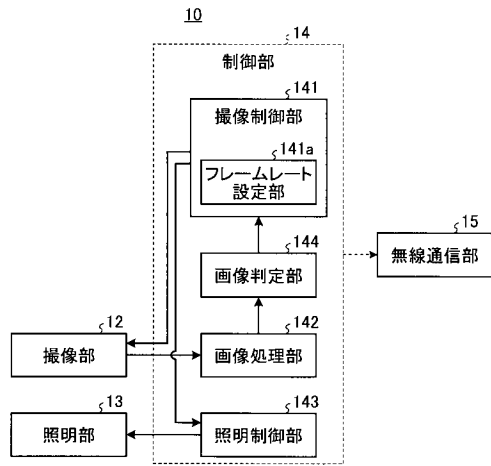 10
14
制御部
141
撮像制御部
141a
フレームレート
設定部
15
無線通信部
144
画像判定部
12
撮像部
142
画像処理部
13
照明部
143
照明制御部